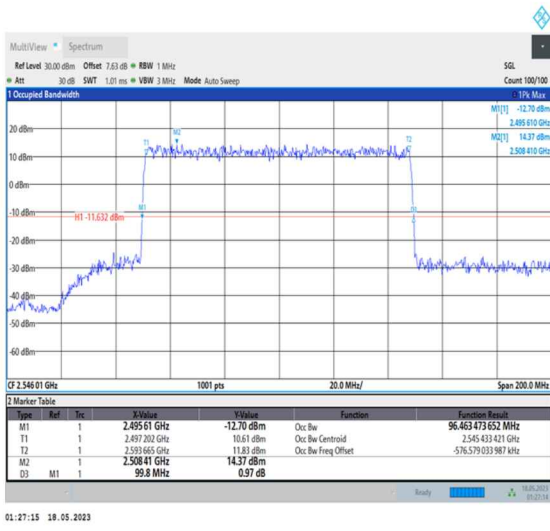 MultiView Spectrum
Ref Level 30.00 dBm Offset 7.63 dB RBW 1 MHz SGL
Att 30 dB SWT 1.01 ms VBW 3 MHz Mode Auto Sweep Count 100/100
1 Occupied Bandwidth 1Pk Max
M1[1] -12.70 dBm
2.495 610 GHz
M2[1] 14.37 dBm
2.508 410 GHz
20 dBm
M2
T1
T2
10 dBm
0 dBm
-10 dBm
M1
H1 -11.632 dBm
-20 dBm
-30 dBm
-40 dBm
-50 dBm
-60 dBm
CF 2.546 01 GHz 1001 pts 20.0 MHz/ Span 200.0 MHz
2 Marker Table
Type Ref Trc X-Value Y-Value Function Function Result
M1 1 2.495 61 GHz -12.70 dBm Occ Bw 96.463 473 652 MHz
T1 1 2.497 202 GHz 10.61 dBm Occ Bw Centroid 2.545 433 421 GHz
T2 1 2.593 665 GHz 11.83 dBm Occ Bw Freq Offset -576.579 033 987 kHz
M2 1 2.508 41 GHz 14.37 dBm
D3 M1 1 99.8 MHz 0.97 dB
Ready 18.05.2023
01:27:14
01:27:15 18.05.2023